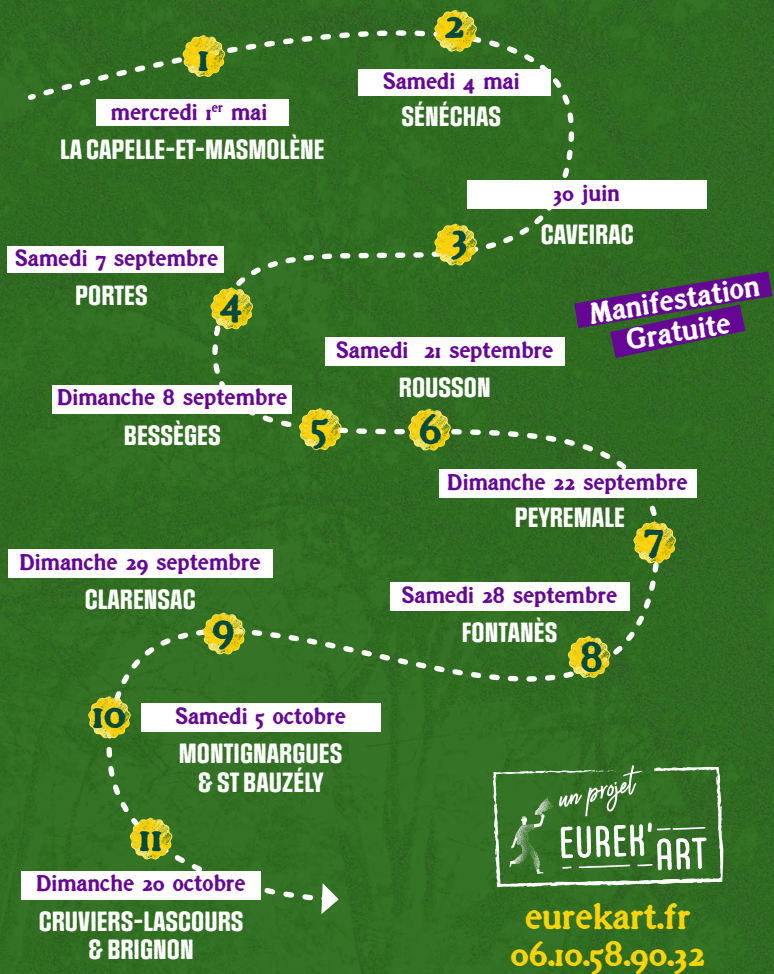 1
mercredi 1er mai
LA CAPELLE-ET-MASMOLÈNE
2
Samedi 4 mai
SÉNÉCHAS
30 juin
3
CAVEIRAC
Samedi 7 septembre
PORTES
4
Manifestation
Gratuite
Dimanche 8 septembre
BESSÈGES
5
Samedi 21 septembre
ROUSSON
6
Dimanche 22 septembre
PEYREMALE
7
Samedi 28 septembre
FONTANÈS
8
Dimanche 29 septembre
CLARENSAC
9
10
Samedi 5 octobre
MONTIGNARGUES
& ST BAUZÉLY
11
Dimanche 20 octobre
CRUVIERS-LASCOURS
& BRIGNON
un projet
EUREK'ART
eurekart.fr
06.10.58.90.32